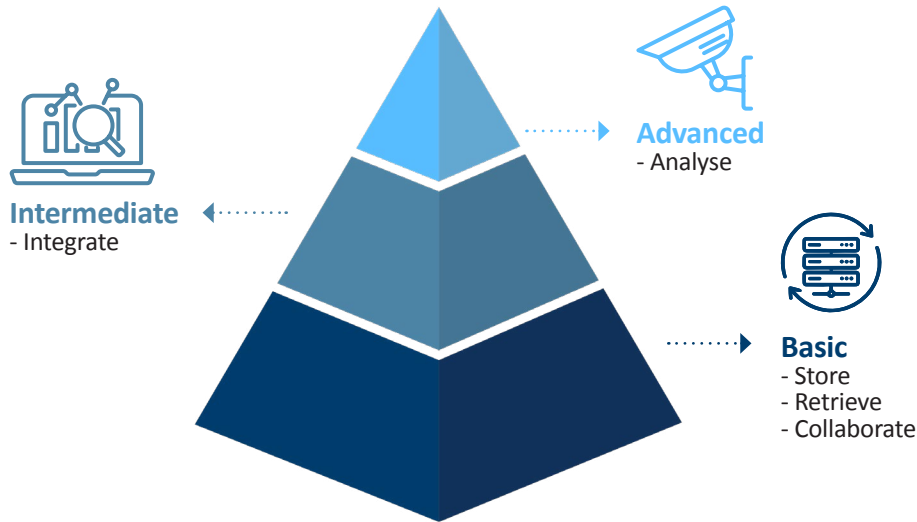 Advanced
- Analyse
Intermediate
- Integrate
Basic
- Store
- Retrieve
- Collaborate